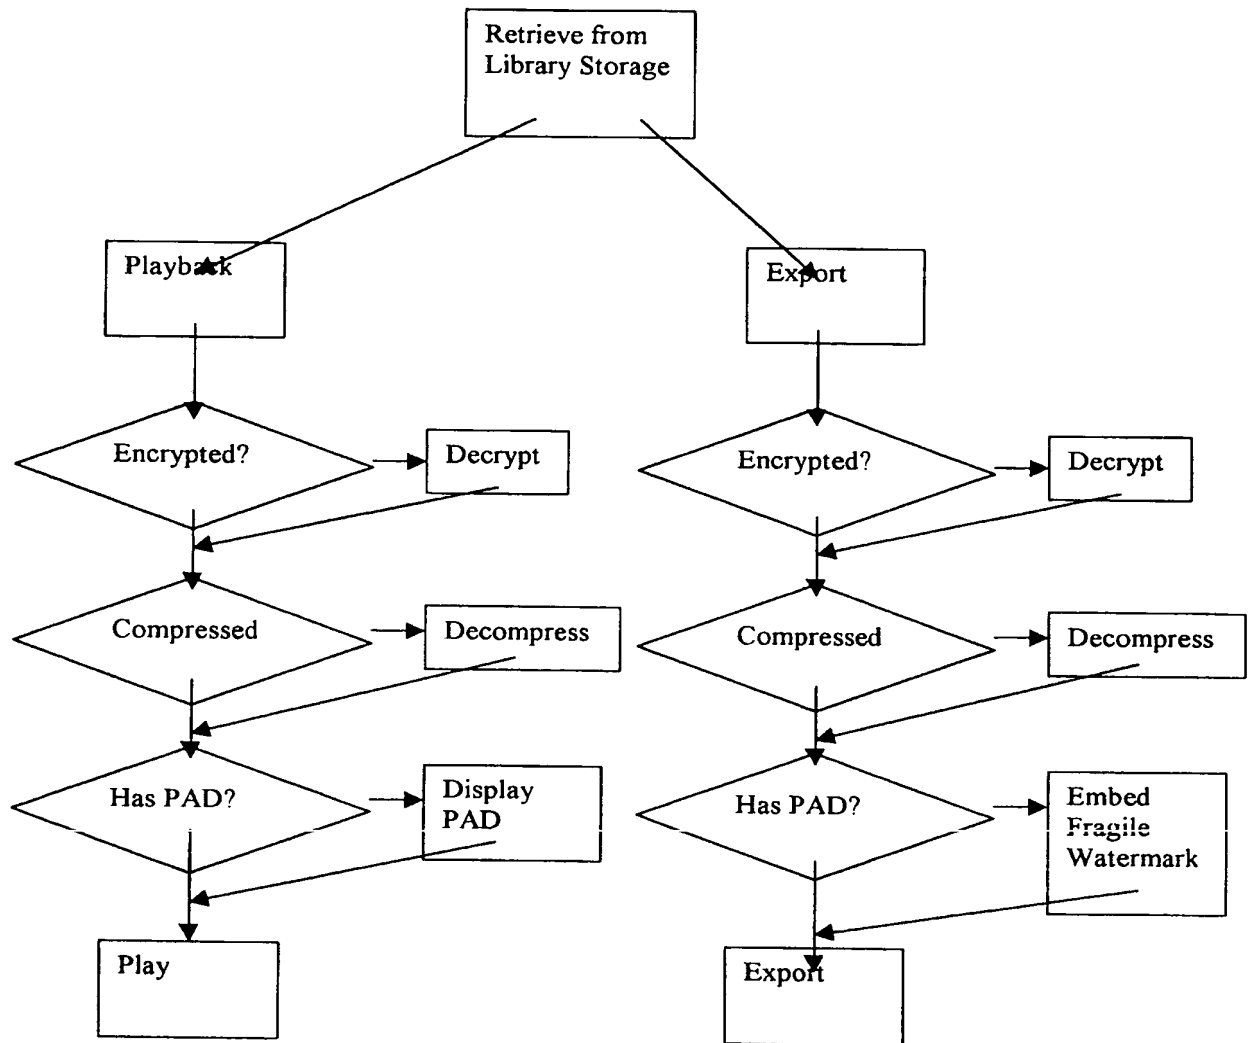 Retrieve from
Library Storage
Playback
Export
Encrypted?
Decrypt
Encrypted?
Decrypt
Compressed
Decompress
Compressed
Decompress
Has PAD?
Display
PAD
Has PAD?
Embed
Fragile
Watermark
Play
Export